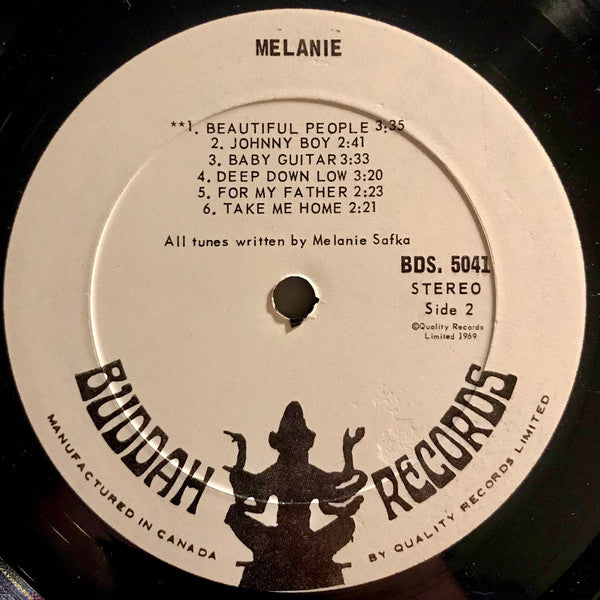 MELANIE
**1. BEAUTIFUL PEOPLE 3:35
2. JOHNNY BOY 2:41
3. BABY GUITAR 3:33
4. DEEP DOWN LOW 3:20
5. FOR MY FATHER 2:23
6. TAKE ME HOME 2:21
All tunes written by Melanie Safka
BDS. 5041
STEREO
Side 2
©Quality Records
Limited 1969
BUDDAH RECORDS
MANUFACTURED IN CANADA
BY QUALITY RECORDS LIMITED